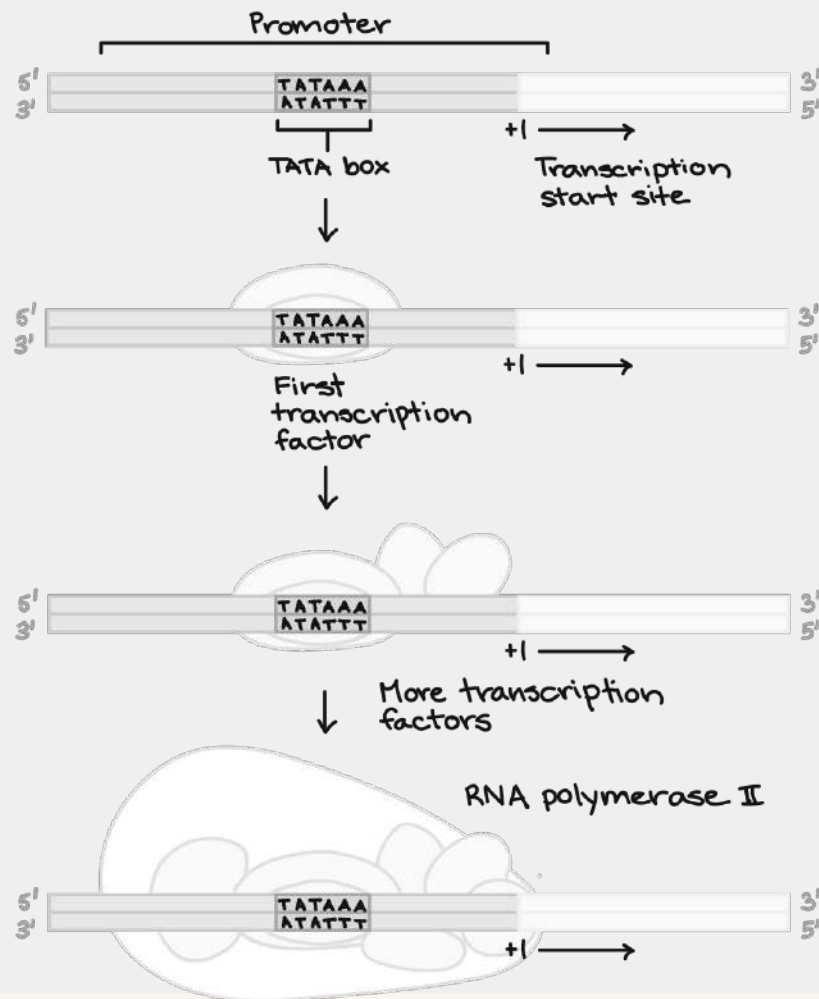 Promoter
5' TATAAA 3'
3' ATATTT 5'
+1
TATA box
Transcription
start site
5' TATAAA 3'
3' ATATTT 5'
+1
First
transcription
factor
5' TATAAA 3'
3' ATATTT 5'
+1
More transcription
factors
RNA polymerase II
5' TATAAA 3'
3' ATATTT 5'
+1